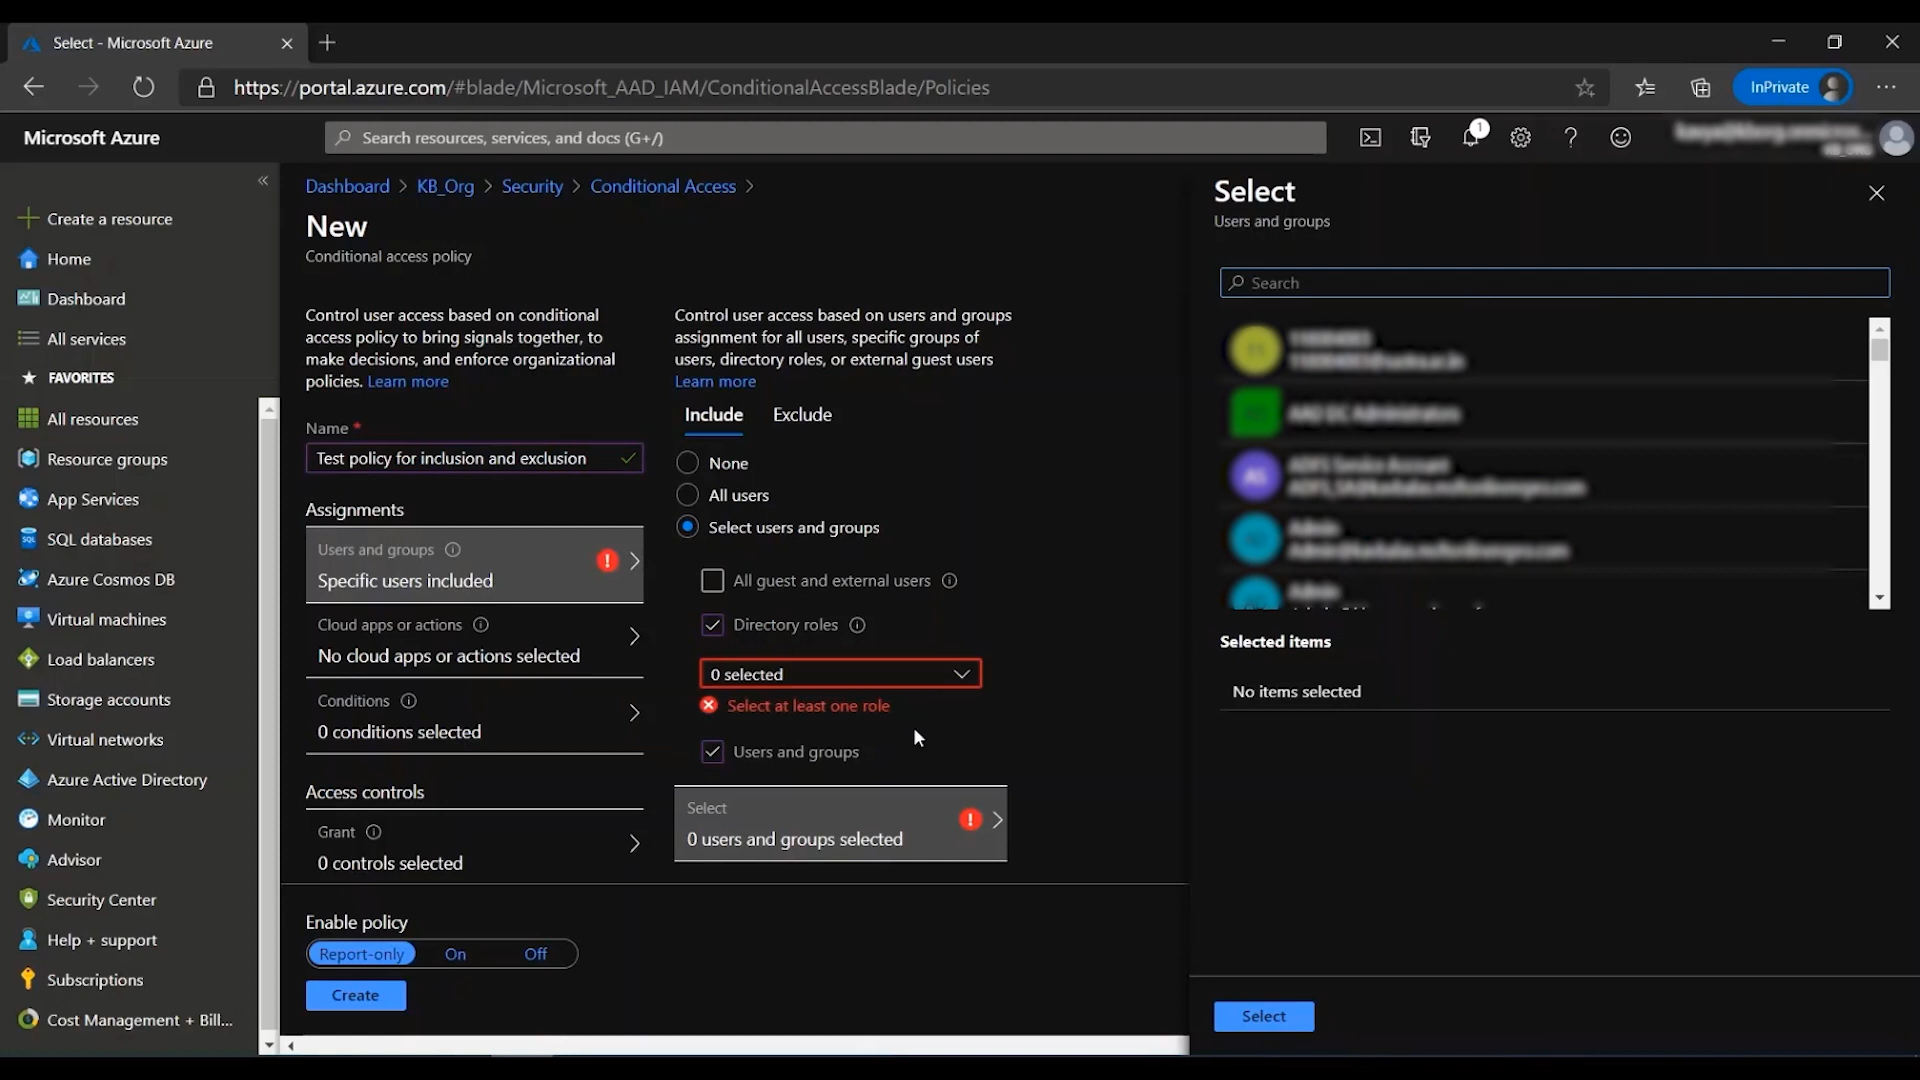 Select - Microsoft Azure
https://portal.azure.com/#blade/Microsoft_AAD_IAM/ConditionalAccessBlade/Policies
InPrivate
Microsoft Azure
Search resources, services, and docs (G+/)
1
Create a resource
Home
Dashboard
All services
FAVORITES
All resources
Resource groups
App Services
SQL databases
Azure Cosmos DB
Virtual machines
Load balancers
Storage accounts
Virtual networks
Azure Active Directory
Monitor
Advisor
Security Center
Help + support
Subscriptions
Cost Management + Bill...
Dashboard > KB_Org > Security > Conditional Access >
New
Conditional access policy
Control user access based on conditional
access policy to bring signals together, to
make decisions, and enforce organizational
policies. Learn more
Name *
Test policy for inclusion and exclusion
Assignments
Users and groups
Specific users included
Cloud apps or actions
No cloud apps or actions selected
Conditions
0 conditions selected
Access controls
Grant
0 controls selected
Enable policy
Report-only On Off
Create
Control user access based on users and groups
assignment for all users, specific groups of
users, directory roles, or external guest users
Learn more
Include Exclude
None
All users
Select users and groups
All guest and external users
Directory roles
0 selected
Select at least one role
Users and groups
Select
0 users and groups selected
Select
Users and groups
Search
Selected items
No items selected
Select